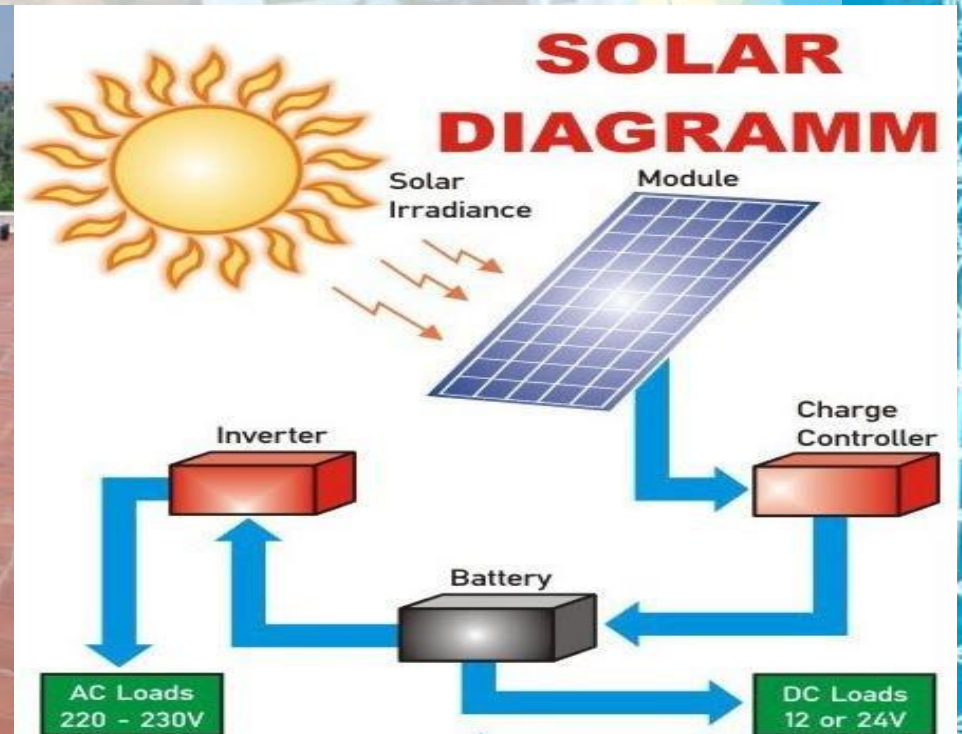 SOLAR
DIAGRAMM
Solar
Irradiance
Module
Charge
Controller
Inverter
Battery
AC Loads
220 - 230V
DC Loads
12 or 24V